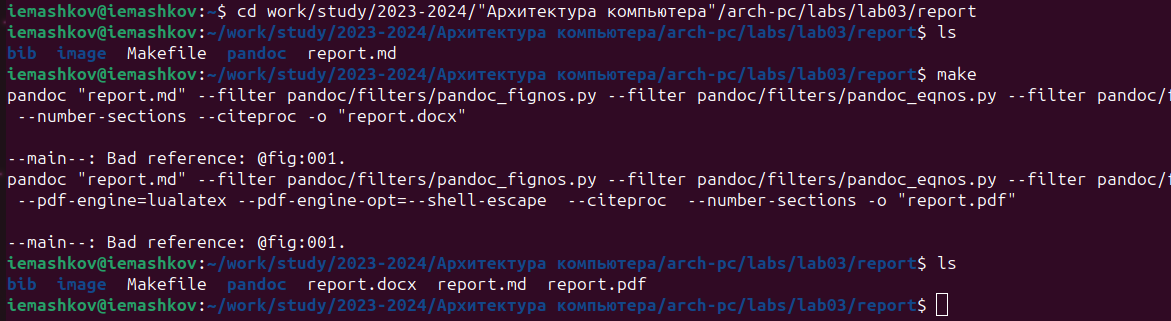 iemashkov@iemashkov:~$ cd work/study/2023-2024/"Архитектура компьютера"/arch-pc/labs/lab03/report
iemashkov@iemashkov:~/work/study/2023-2024/Архитектура компьютера/arch-pc/labs/lab03/report$ ls
bib  image  Makefile  pandoc  report.md
iemashkov@iemashkov:~/work/study/2023-2024/Архитектура компьютера/arch-pc/labs/lab03/report$ make
pandoc "report.md" --filter pandoc/filters/pandoc_fignos.py --filter pandoc/filters/pandoc_eqnos.py --filter pandoc/
 --number-sections --citeproc -o "report.docx"
--main--: Bad reference: @fig:001.
pandoc "report.md" --filter pandoc/filters/pandoc_fignos.py --filter pandoc/filters/pandoc_eqnos.py --filter pandoc/
 --pdf-engine=lualatex --pdf-engine-opt=--shell-escape  --citeproc  --number-sections -o "report.pdf"
--main--: Bad reference: @fig:001.
iemashkov@iemashkov:~/work/study/2023-2024/Архитектура компьютера/arch-pc/labs/lab03/report$ ls
bib  image  Makefile  pandoc  report.docx  report.md  report.pdf
iemashkov@iemashkov:~/work/study/2023-2024/Архитектура компьютера/arch-pc/labs/lab03/report$